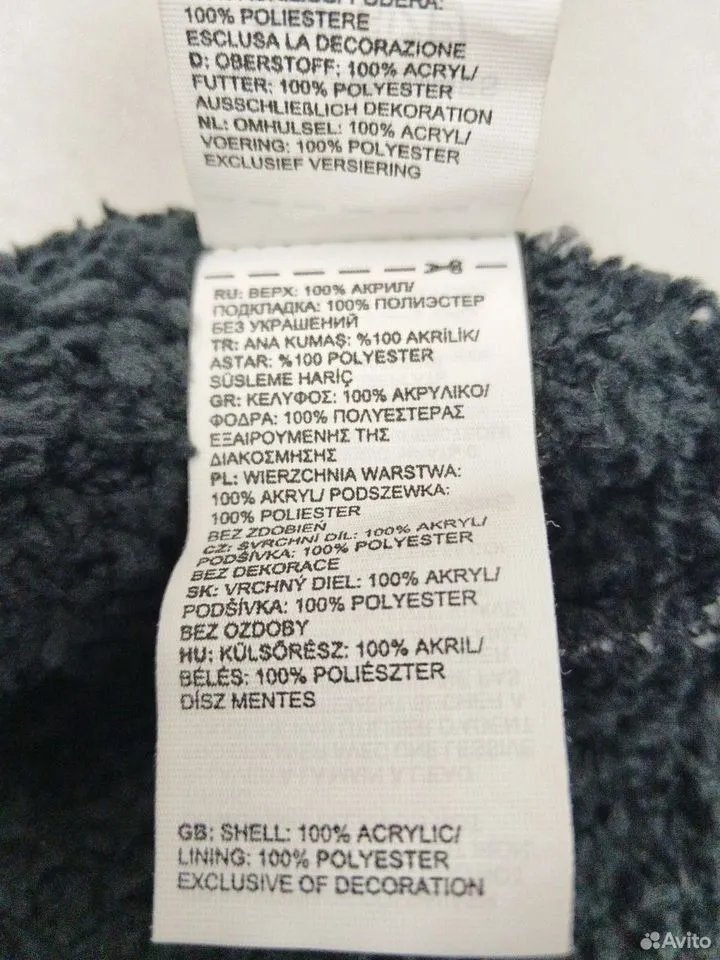 100% POLIESTERE
ESCLUSA LA DECORAZIONE
D: OBERSTOFF: 100% ACRYL/
FUTTER: 100% POLYESTER
AUSSCHLIEßLICH DEKORATION
NL: OMHULSEL: 100% ACRYL/
VOERING: 100% POLYESTER
EXCLUSIEF VERSIERING
RU: ВЕРХ: 100% АКРИЛ/
ПОДКЛАДКА: 100% ПОЛИЭСТЕР
БЕЗ УКРАШЕНИЙ
TR: ANA KUMAŞ: %100 AKRİLİK/
ASTAR: %100 POLYESTER
SÜSLEME HARİÇ
GR: ΚΕΛΥΦΟΣ: 100% ΑΚΡΥΛΙΚΟ/
ΦΟΔΡΑ: 100% ΠΟΛΥΕΣΤΕΡΑΣ
ΕΞΑΙΡΟΥΜΕΝΗΣ ΤΗΣ
ΔΙΑΚΟΣΜΗΣΗΣ
PL: WIERZCHNIA WARSTWA:
100% AKRYL/ PODSZEWKA:
100% POLIESTER
BEZ ZDOBIEŃ
CZ: SVRCHNÍ DÍL: 100% AKRYL/
PODŠÍVKA: 100% POLYESTER
BEZ DEKORACE
SK: VRCHNÝ DIEL: 100% AKRYL/
PODŠÍVKA: 100% POLYESTER
BEZ OZDOBY
HU: KÜLSŐRÉSZ: 100% AKRIL/
BÉLÉS: 100% POLIÉSZTER
DÍSZ MENTES
GB: SHELL: 100% ACRYLIC/
LINING: 100% POLYESTER
EXCLUSIVE OF DECORATION
Avito